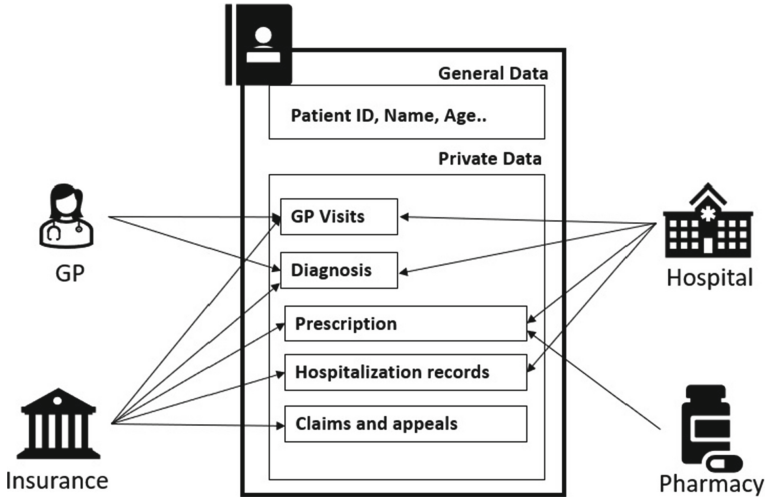 General Data
Patient ID, Name, Age..
Private Data
GP Visits
Diagnosis
Prescription
Hospitalization records
Claims and appeals
GP
Insurance
Hospital
Pharmacy